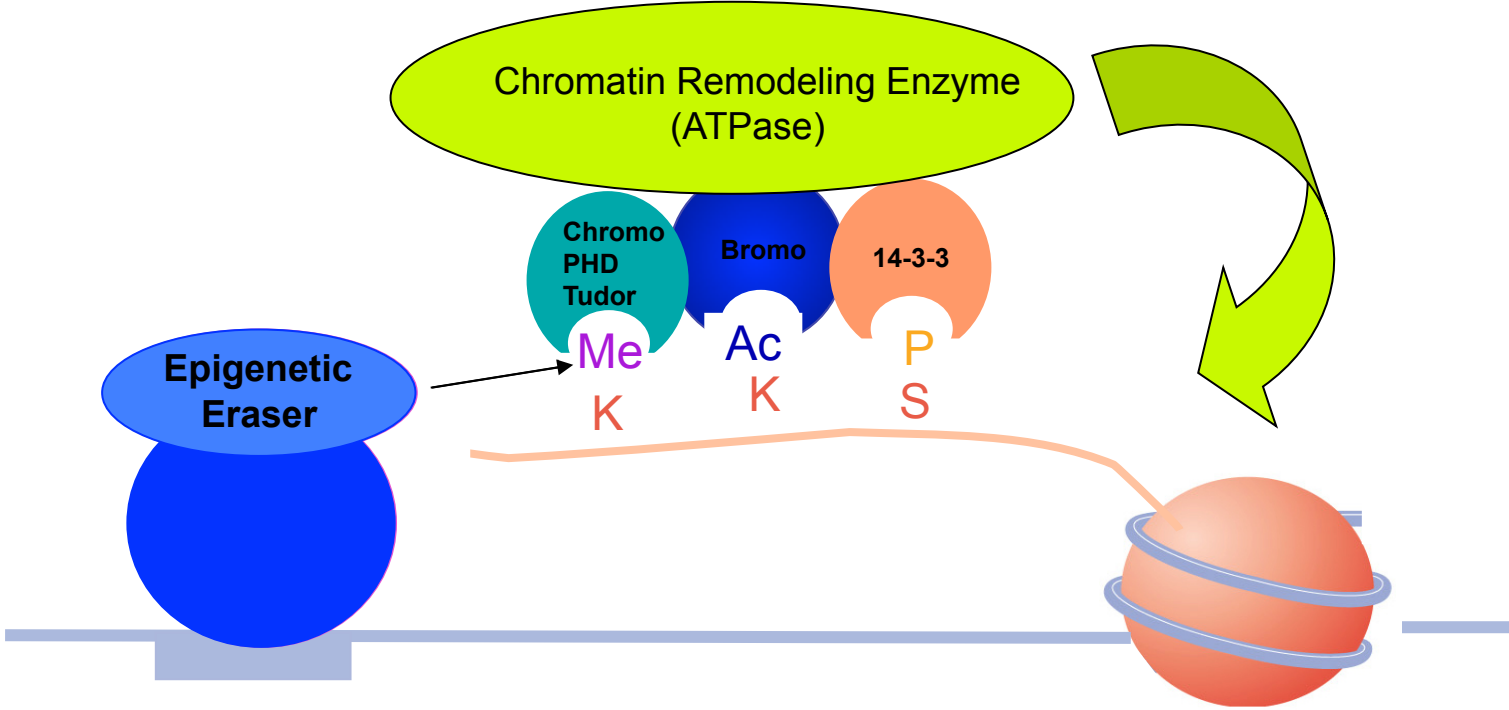 Chromatin Remodeling Enzyme
(ATPase)
Chromo
PHD
Tudor
Bromo
14-3-3
Me
Ac
P
K
K
S
Epigenetic
Eraser